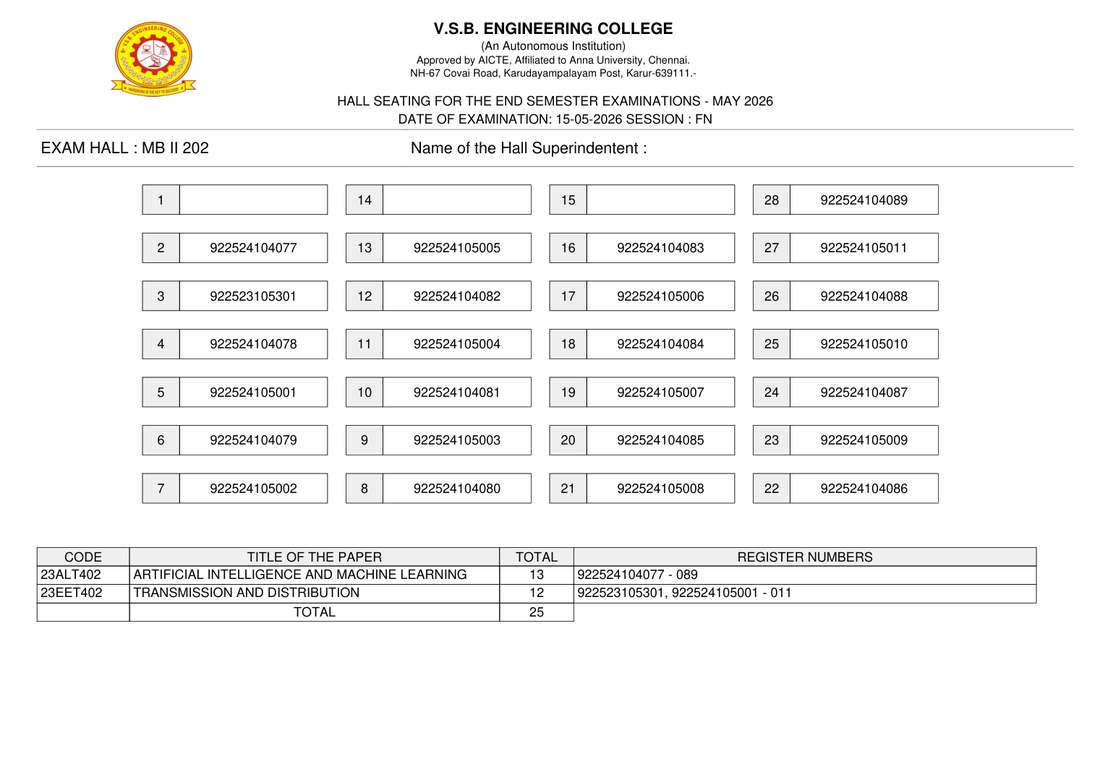 V.S.B. ENGINEERING COLLEGE
(An Autonomous Institution)
Approved by AICTE, Affiliated to Anna University, Chennai.
NH-67 Covai Road, Karudayampalayam Post, Karur-639111.-
HALL SEATING FOR THE END SEMESTER EXAMINATIONS - MAY 2026
DATE OF EXAMINATION: 15-05-2026 SESSION : FN
EXAM HALL : MB II 202 Name of the Hall Superindentent :
1 14 15 28 922524104089
2 922524104077 13 922524105005 16 922524104083 27 922524105011
3 922523105301 12 922524104082 17 922524105006 26 922524104088
4 922524104078 11 922524105004 18 922524104084 25 922524105010
5 922524105001 10 922524104081 19 922524105007 24 922524104087
6 922524104079 9 922524105003 20 922524104085 23 922524105009
7 922524105002 8 922524104080 21 922524105008 22 922524104086
CODE TITLE OF THE PAPER TOTAL REGISTER NUMBERS
23ALT402 ARTIFICIAL INTELLIGENCE AND MACHINE LEARNING 13 922524104077 - 089
23EET402 TRANSMISSION AND DISTRIBUTION 12 922523105301, 922524105001 - 011
TOTAL 25